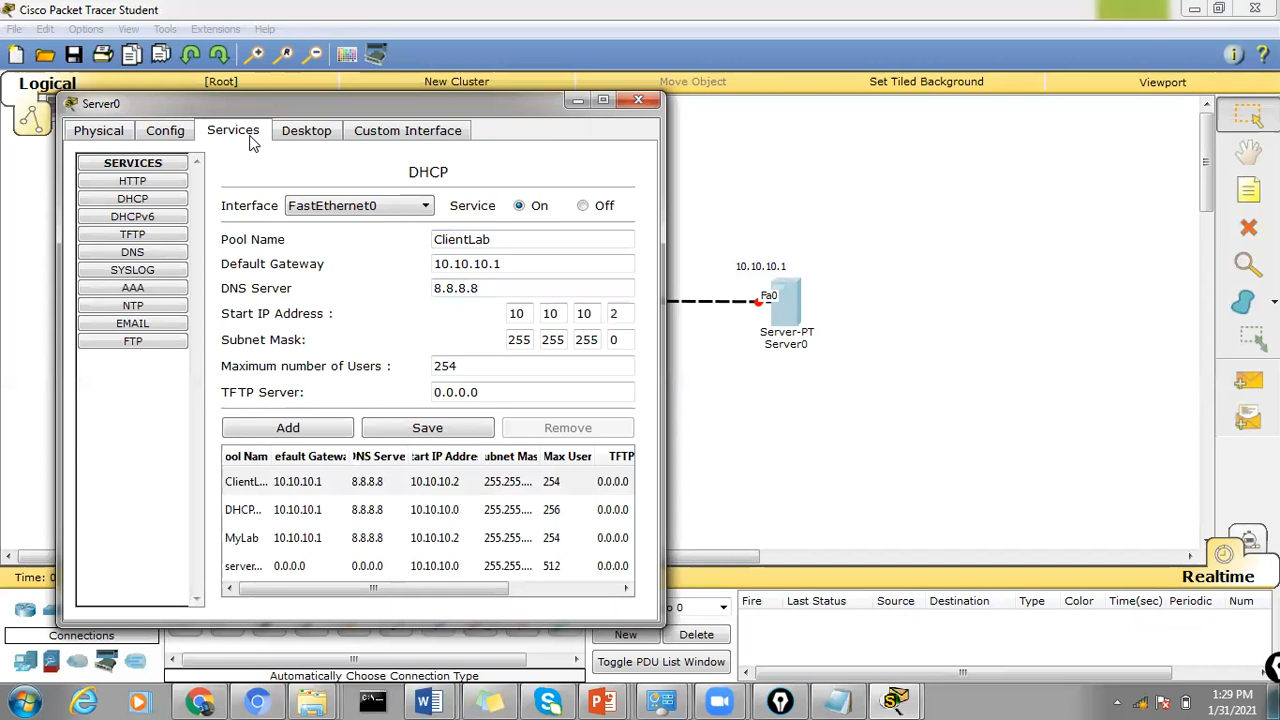 Cisco Packet Tracer Student
File Edit Options View Tools Extensions Help
Logical [Root] New Cluster Move Object Set Tiled Background Viewport
Server0
Physical Config Services Desktop Custom Interface
SERVICES
HTTP
DHCP
DHCPv6
TFTP
DNS
SYSLOG
AAA
NTP
EMAIL
FTP
DHCP
Interface FastEthernet0 Service On Off
Pool Name ClientLab
Default Gateway 10.10.10.1
DNS Server 8.8.8.8
Start IP Address : 10 10 10 2
Subnet Mask: 255 255 255 0
Maximum number of Users : 254
TFTP Server: 0.0.0.0
Add Save Remove
ool Nam efault Gatewa )NS Serve :art IP Addre: ubnet Mas Max User TFTP
ClientL... 10.10.10.1 8.8.8.8 10.10.10.2 255.255.... 254 0.0.0.0
DHCP... 10.10.10.1 8.8.8.8 10.10.10.0 255.255.... 256 0.0.0.0
MyLab 10.10.10.1 8.8.8.8 10.10.10.2 255.255.... 254 0.0.0.0
server... 0.0.0.0 0.0.0.0 10.10.10.0 255.255.... 512 0.0.0.0
10.10.10.1
Fa0
Server-PT
Server0
Time: 0
Realtime
Connections
Automatically Choose Connection Type
o 0
New Delete
Toggle PDU List Window
Fire Last Status Source Destination Type Color Time(sec) Periodic Num
1:29 PM
1/31/2021